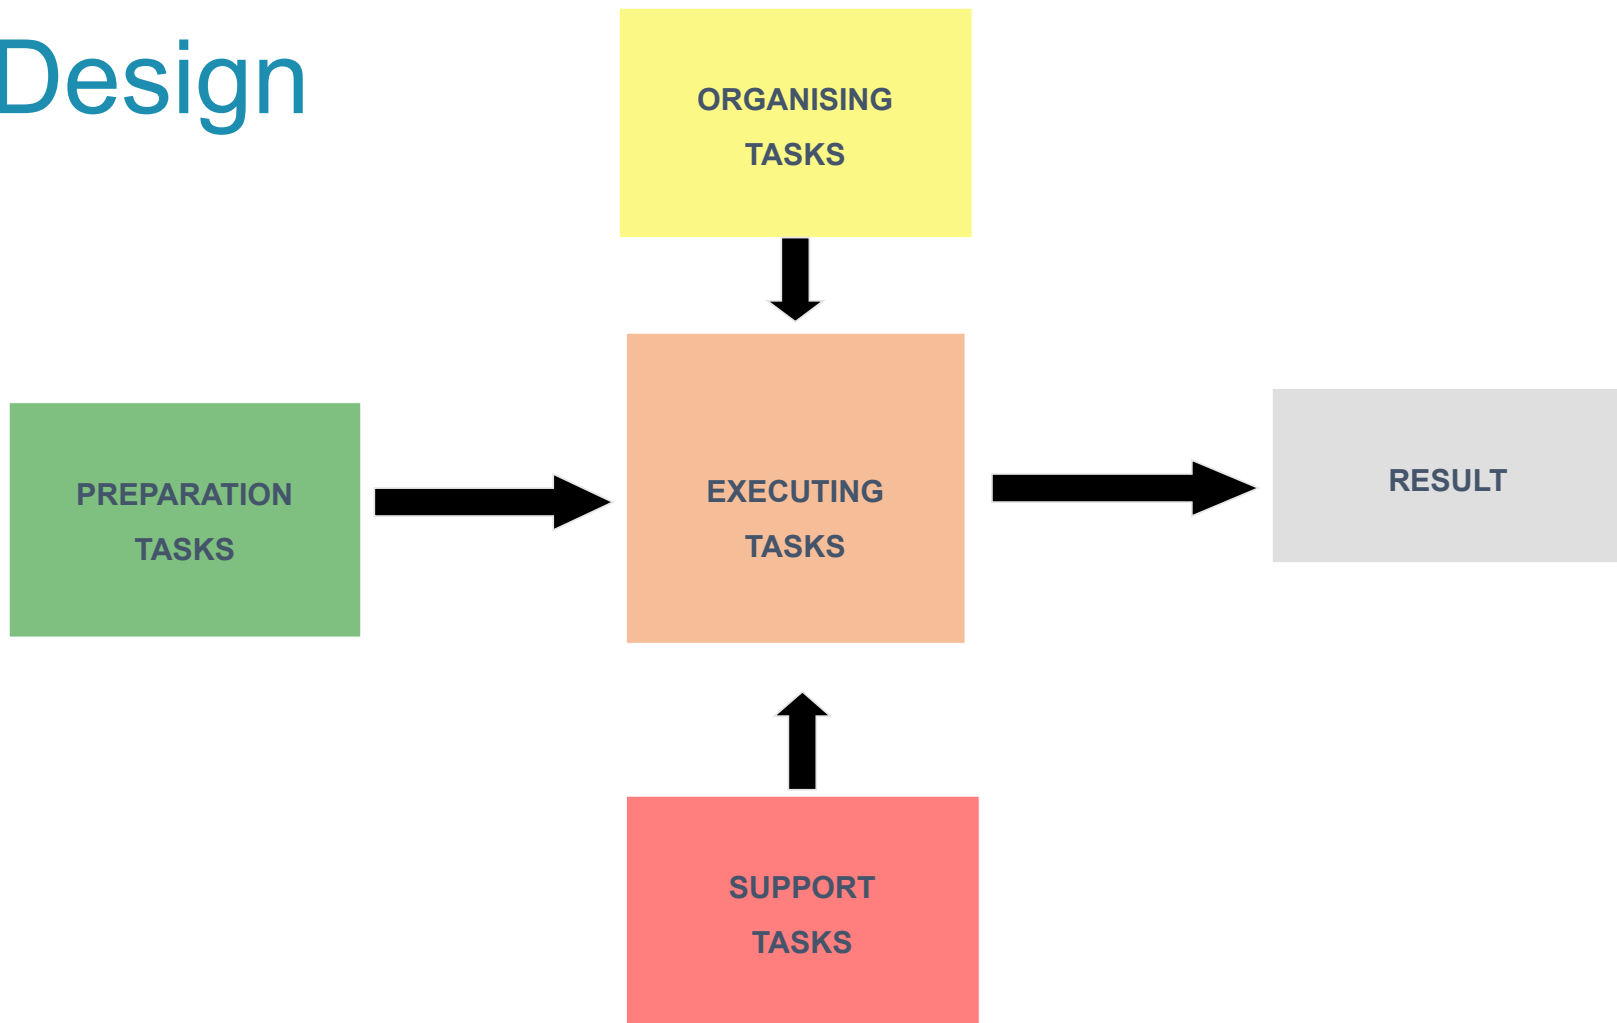 Design
ORGANISING
TASKS
PREPARATION
TASKS
EXECUTING
TASKS
RESULT
SUPPORT
TASKS